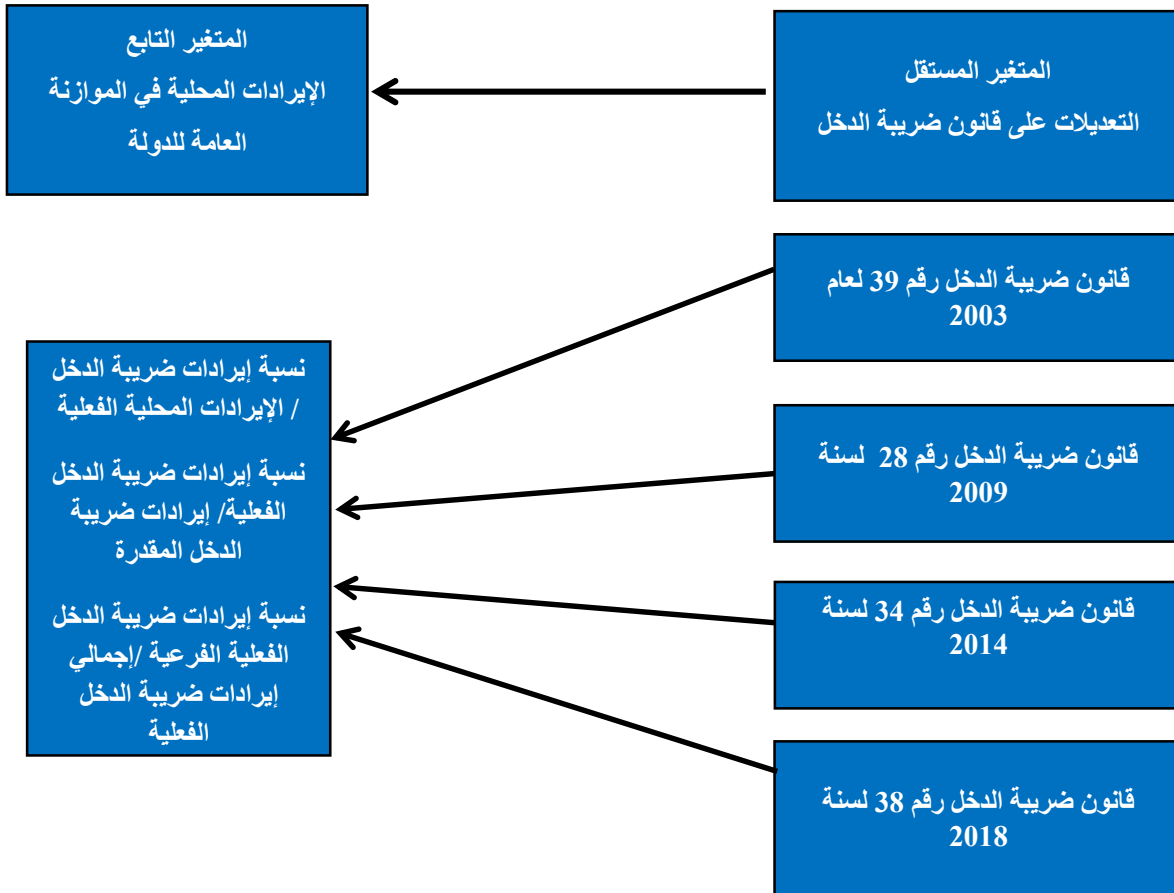 المتغير المستقل
التعديلات على قانون ضريبة الدخل
المتغير التابع
الإيرادات المحلية في الموازنة
العامة للدولة
قانون ضريبة الدخل رقم 39 لعام
2003
قانون ضريبة الدخل رقم 28 لسنة
2009
قانون ضريبة الدخل رقم 34 لسنة
2014
قانون ضريبة الدخل رقم 38 لسنة
2018
نسبة إيرادات ضريبة الدخل
/ الإيرادات المحلية الفعلية
نسبة إيرادات ضريبة الدخل
الفعلية/ إيرادات ضريبة
الدخل المقدرة
نسبة إيرادات ضريبة الدخل
الفعلية الفرعية /إجمالي
إيرادات ضريبة الدخل
الفعلية